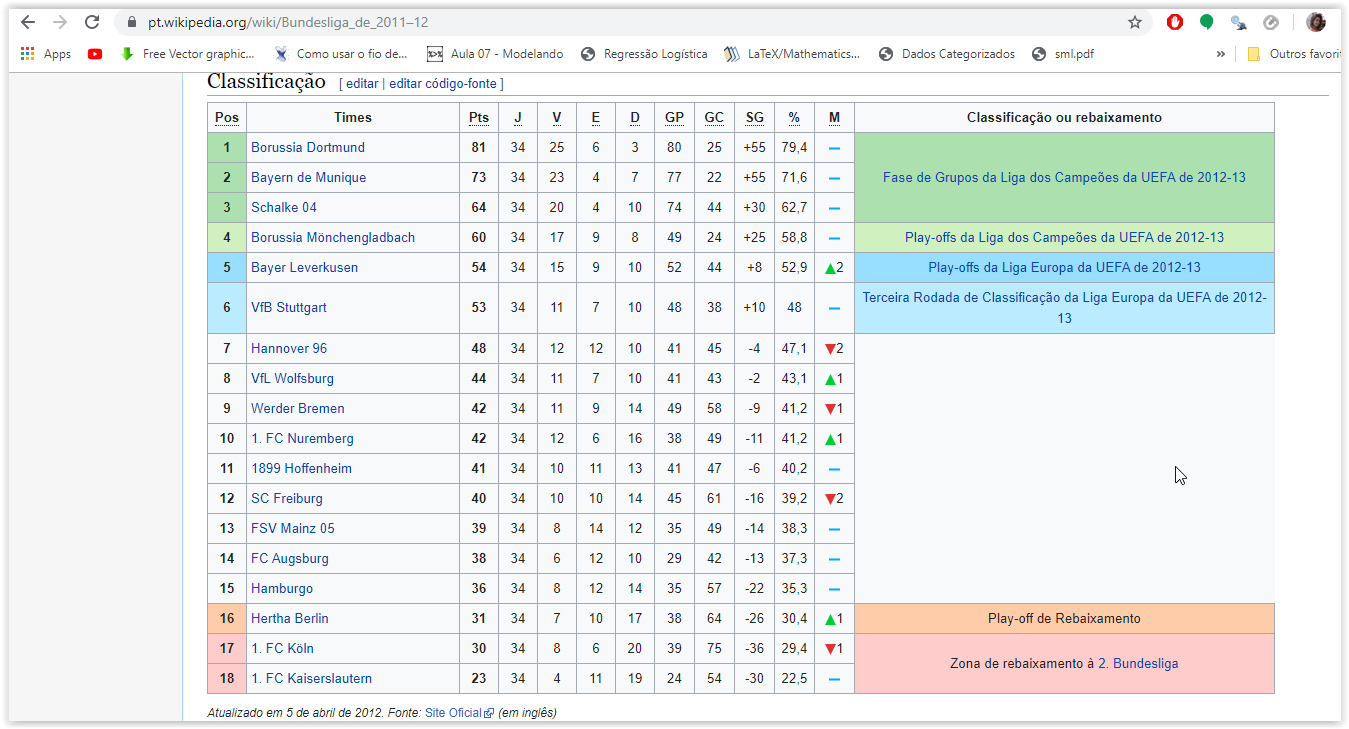 pt.wikipedia.org/wiki/Bundesliga_de_2011–12
Apps Free Vector graphic... Como usar o fio de... Aula 07 - Modelando Regressão Logística LaTeX/Mathematics... Dados Categorizados sml.pdf » Outros favori
Classificação [ editar | editar código-fonte ]
Pos Times Pts J V E D GP GC SG % M Classificação ou rebaixamento
1 Borussia Dortmund 81 34 25 6 3 80 25 +55 79,4 –
2 Bayern de Munique 73 34 23 4 7 77 22 +55 71,6 – Fase de Grupos da Liga dos Campeões da UEFA de 2012-13
3 Schalke 04 64 34 20 4 10 74 44 +30 62,7 –
4 Borussia Mönchengladbach 60 34 17 9 8 49 24 +25 58,8 – Play-offs da Liga dos Campeões da UEFA de 2012-13
5 Bayer Leverkusen 54 34 15 9 10 52 44 +8 52,9 ▲2 Play-offs da Liga Europa da UEFA de 2012-13
6 VfB Stuttgart 53 34 11 7 10 48 38 +10 48 – Terceira Rodada de Classificação da Liga Europa da UEFA de 2012-
13
7 Hannover 96 48 34 12 12 10 41 45 -4 47,1 ▼2
8 VfL Wolfsburg 44 34 11 7 10 41 43 -2 43,1 ▲1
9 Werder Bremen 42 34 11 9 14 49 58 -9 41,2 ▼1
10 1. FC Nuremberg 42 34 12 6 16 38 49 -11 41,2 ▲1
11 1899 Hoffenheim 41 34 10 11 13 41 47 -6 40,2 –
12 SC Freiburg 40 34 10 10 14 45 61 -16 39,2 ▼2
13 FSV Mainz 05 39 34 8 14 12 35 49 -14 38,3 –
14 FC Augsburg 38 34 6 12 10 29 42 -13 37,3 –
15 Hamburgo 36 34 8 12 14 35 57 -22 35,3 –
16 Hertha Berlin 31 34 7 10 17 38 64 -26 30,4 ▲1 Play-off de Rebaixamento
17 1. FC Köln 30 34 8 6 20 39 75 -36 29,4 ▼1 Zona de rebaixamento à 2. Bundesliga
18 1. FC Kaiserslautern 23 34 4 11 19 24 54 -30 22,5 –
Atualizado em 5 de abril de 2012. Fonte: Site Oficial (em inglês)